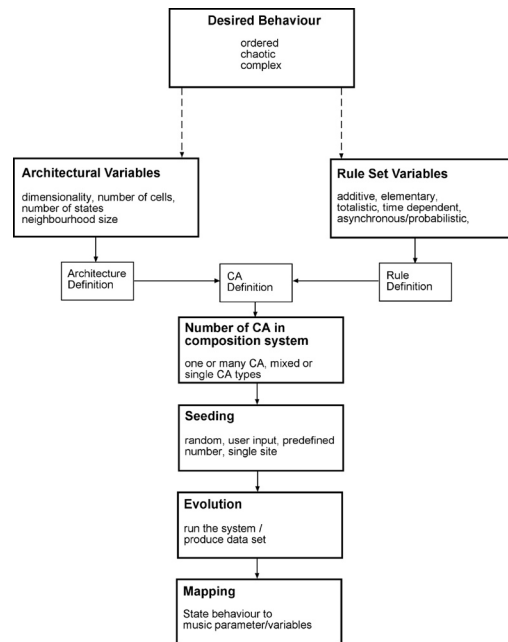 Desired Behaviour
ordered
chaotic
complex
Architectural Variables
dimensionality, number of cells,
number of states
neighbourhood size
Rule Set Variables
additive, elementary,
totalistic, time dependent,
asynchronous/probabilistic,
Architecture
Definition
CA
Definition
Rule
Definition
Number of CA in
composition system
one or many CA, mixed or
single CA types
Seeding
random, user input, predefined
number, single site
Evolution
run the system /
produce data set
Mapping
State behaviour to
music parameter/variables